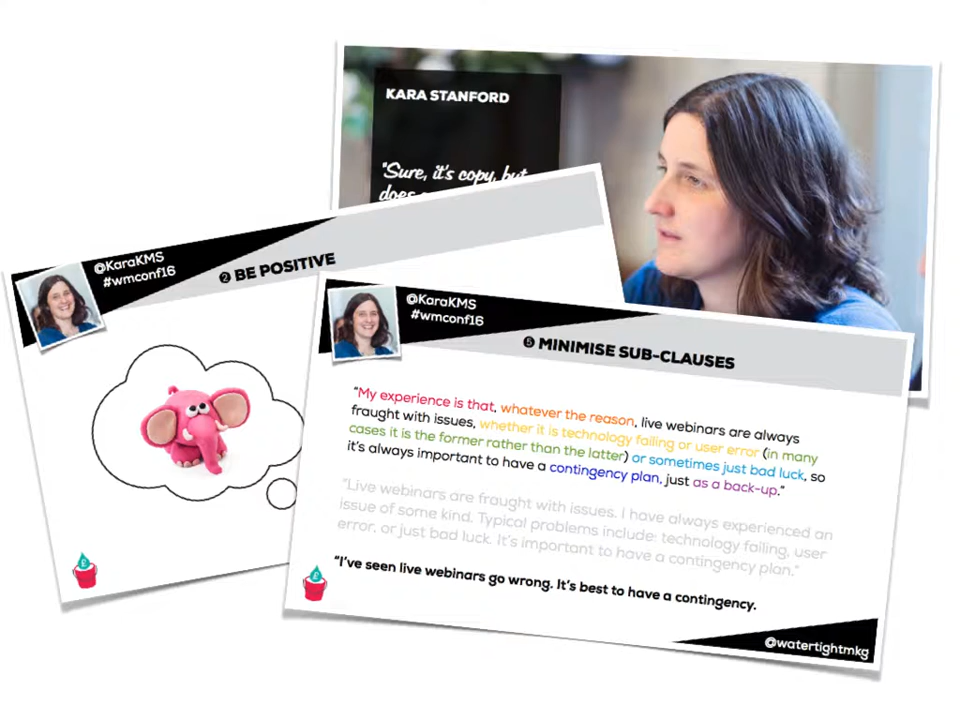 KARA STANFORD
"Sure, it's copy, but
@KaraKMS
#wmconf16
❷ BE POSITIVE
@KaraKMS
#wmconf16
❺ MINIMISE SUB-CLAUSES
"My experience is that, whatever the reason, live webinars are always
fraught with issues, whether it is technology failing or user error (in many
cases it is the former rather than the latter) or sometimes just bad luck, so
it's always important to have a contingency plan, just as a back-up."
"Live webinars are fraught with issues. I have always experienced an
issue of some kind. Typical problems include: technology failing, user
error, or just bad luck. It's important to have a contingency plan."
"I've seen live webinars go wrong. It's best to have a contingency.
@watertightmkg